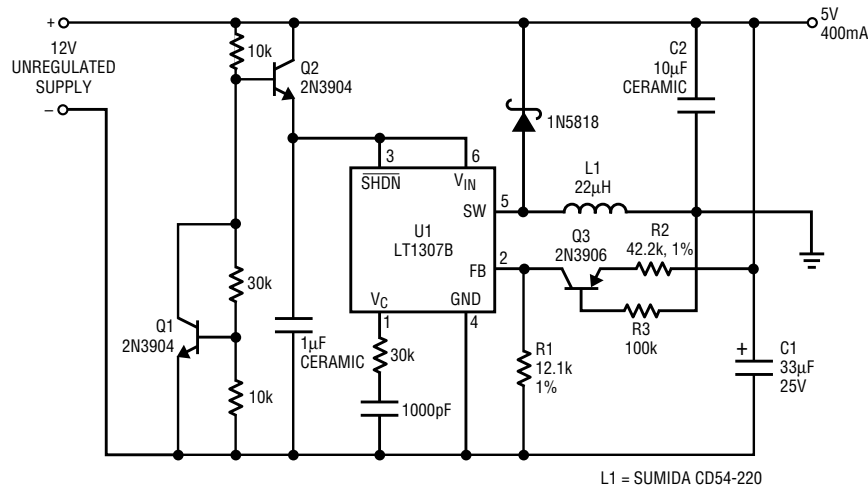 +
12V
UNREGULATED
SUPPLY
–
10k
Q2
2N3904
5V
400mA
C2
10µF
CERAMIC
1N5818
3
6
SHDN
VIN
L1
22µH
SW
5
U1
LT1307B
Q3
2N3906
R2
42.2k, 1%
FB
2
30k
VC
GND
1
4
R3
100k
Q1
2N3904
1µF
CERAMIC
30k
R1
12.1k
1%
+
C1
33µF
25V
10k
1000pF
L1 = SUMIDA CD54-220